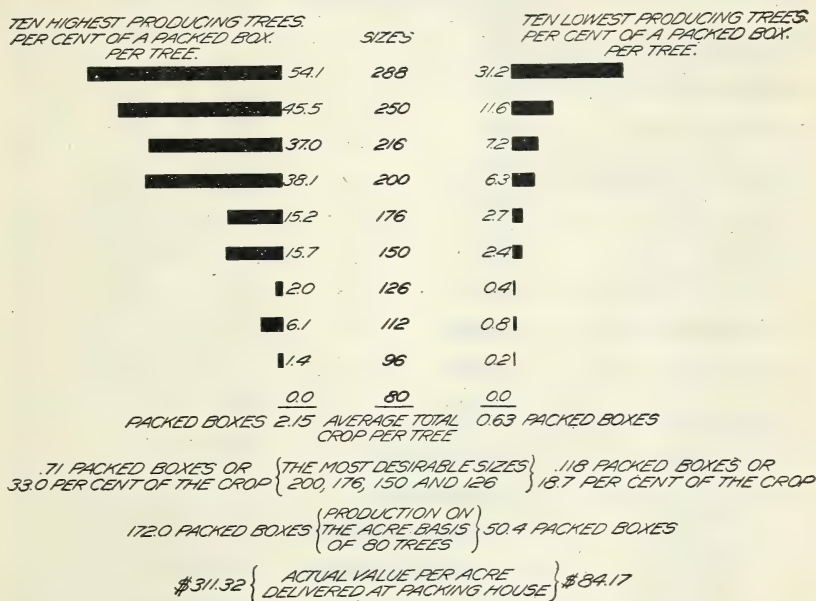 TEN HIGHEST PRODUCING TREES. SIZES TEN LOWEST PRODUCING TREES.
PER CENT OF A PACKED BOX. PER CENT OF A PACKED BOX.
PER TREE. PER TREE.
54.1 288 31.2
45.5 250 11.6
37.0 216 7.2
38.1 200 6.3
15.2 176 2.7
15.7 150 2.4
2.0 126 0.4
6.1 112 0.8
1.4 96 0.2
0.0 80 0.0
PACKED BOXES 2.15 AVERAGE TOTAL 0.63 PACKED BOXES
CROP PER TREE
.71 PACKED BOXES OR {THE MOST DESIRABLE SIZES} .118 PACKED BOXES OR
33.0 PER CENT OF THE CROP {200, 176, 150 AND 126} 18.7 PER CENT OF THE CROP
PRODUCTION ON
172.0 PACKED BOXES {THE ACRE BASIS} 50.4 PACKED BOXES
OF 80 TREES
$311.32 { ACTUAL VALUE PER ACRE } $84.17
DELIVERED AT PACKING HOUSE